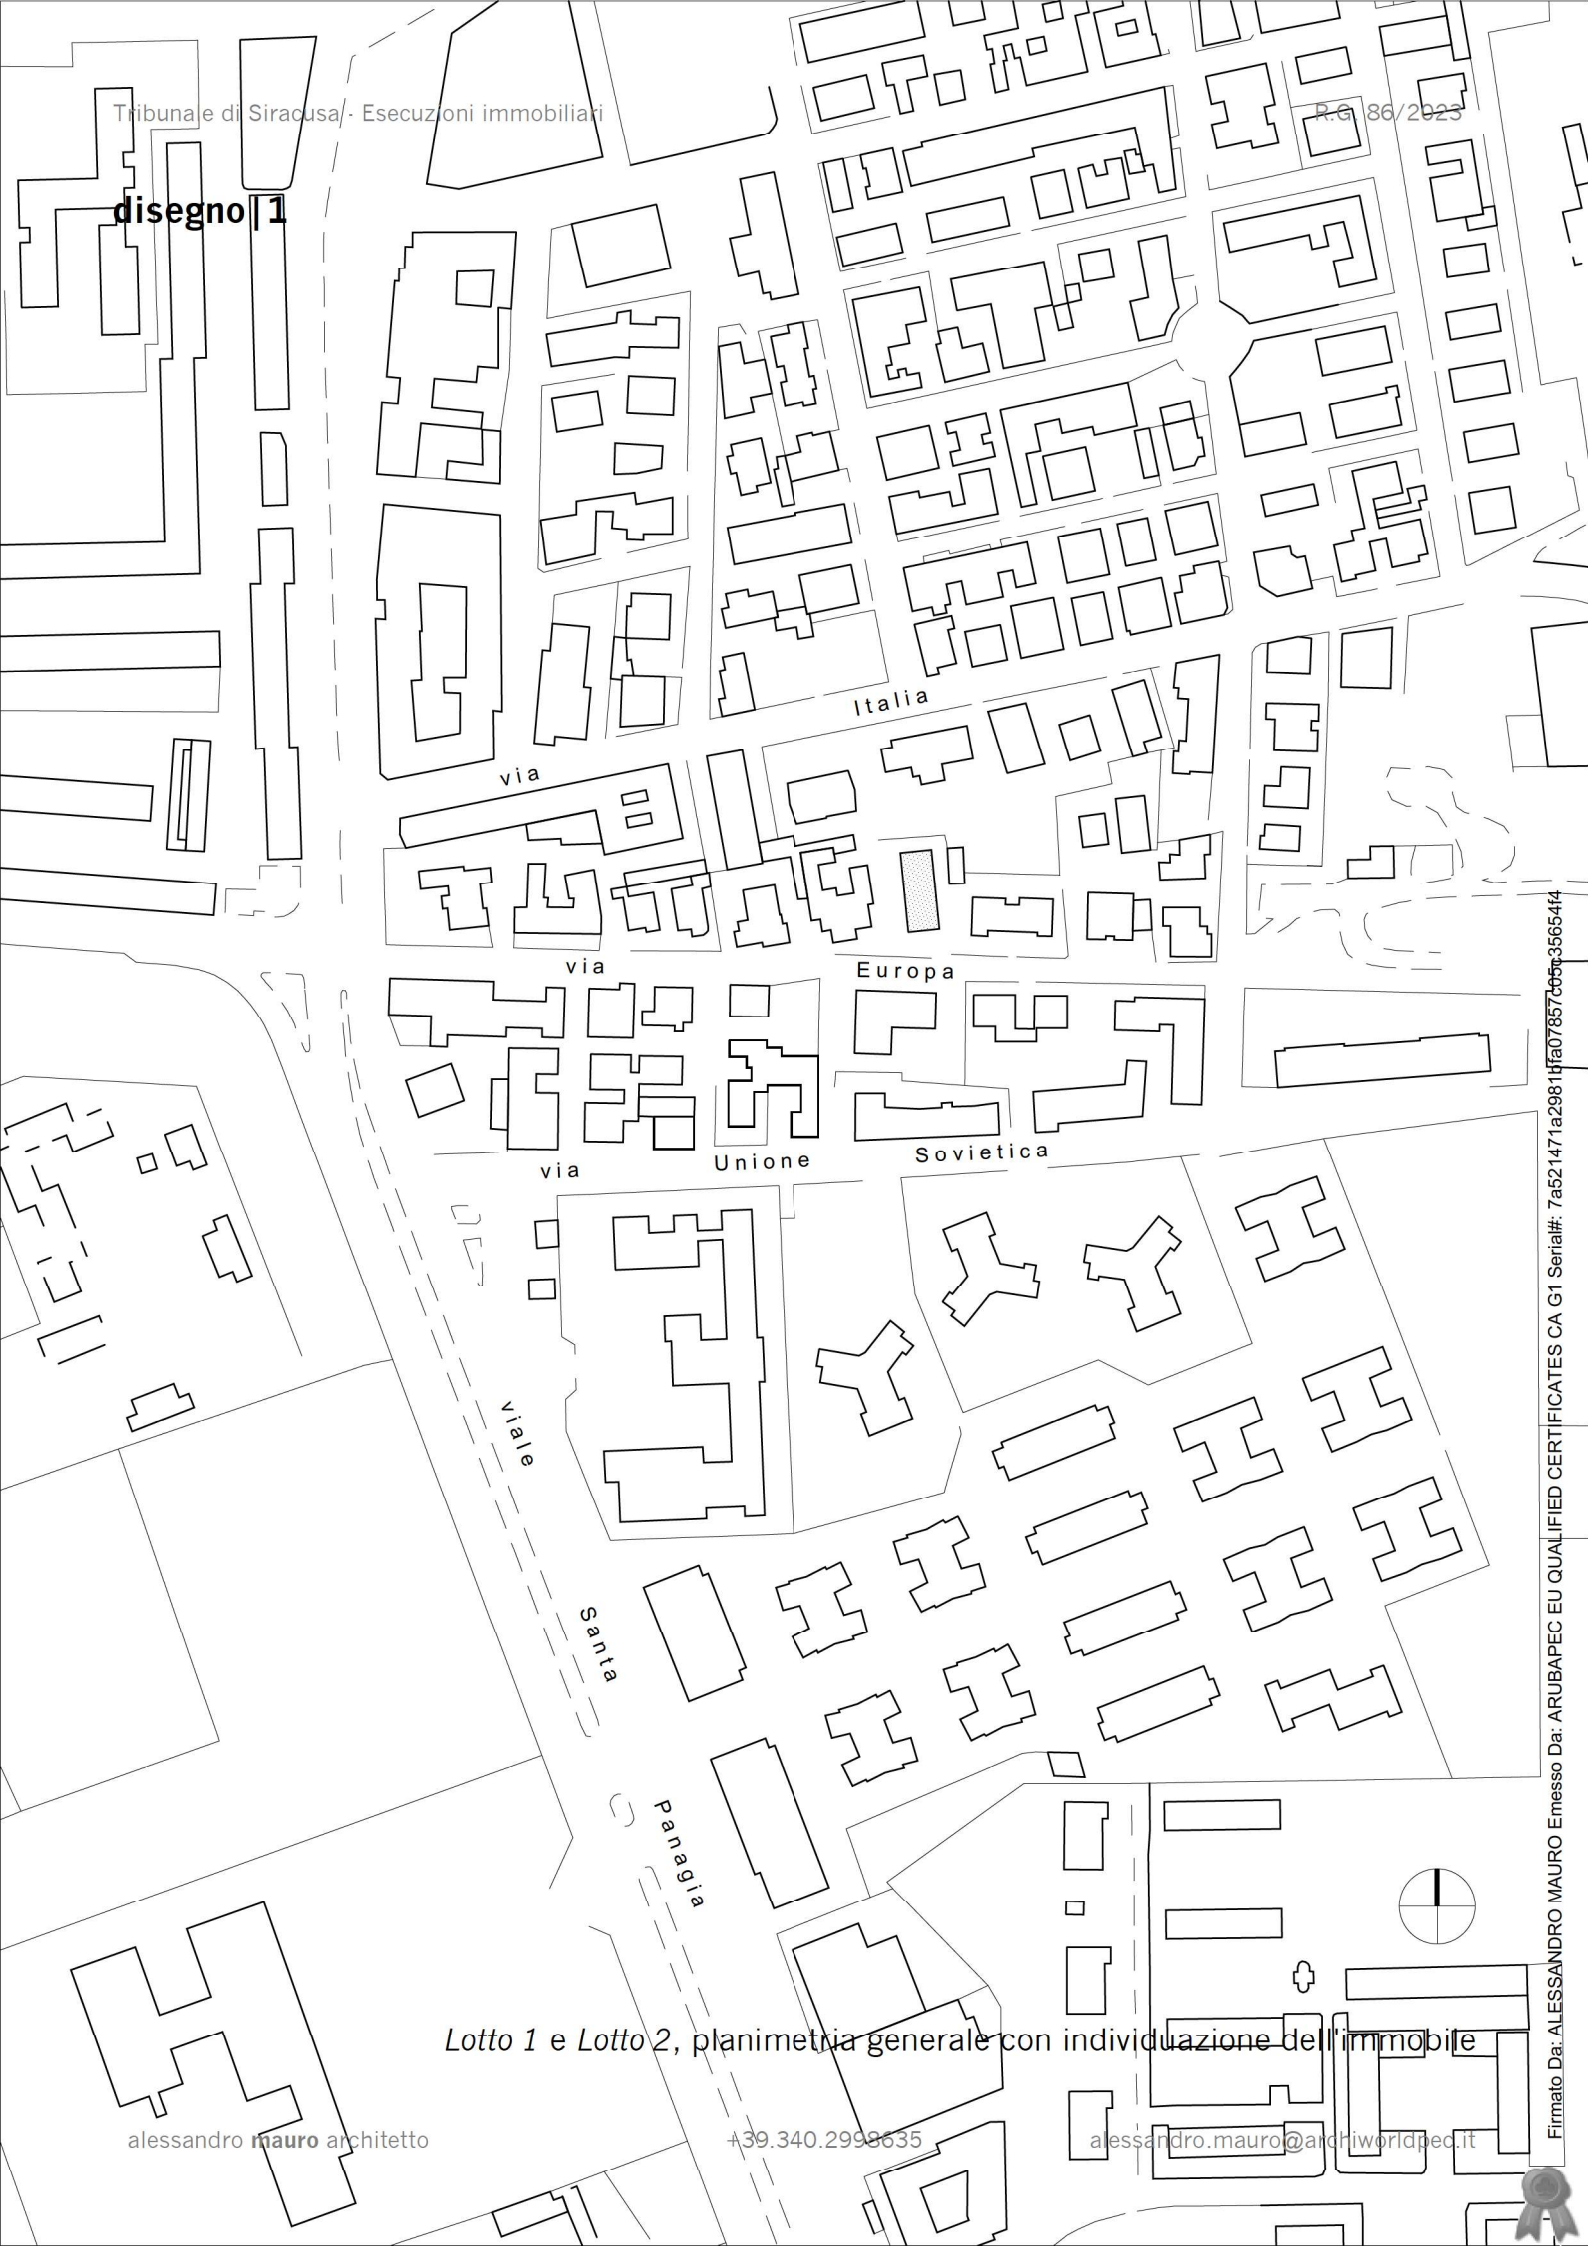 Tribunale di Siracusa - Esecuzioni immobiliari
R.G. 86/2023
disegno|1
Italia
via
via
Europa
via
Unione
Sovietica
viale
Santa
Panagia
Lotto 1 e Lotto 2, planimetria generale con individuazione dell'immobile
alessandro mauro architetto
+39.340.2998635
alessandro.mauro@archiworldpec.it
Firmato Da: ALESSANDRO MAURO Emesso Da: ARUBAPEC EU QUALIFIED CERTIFICATES CA G1 Serial#: 7a521471a2981bfa07857c05c35654f4